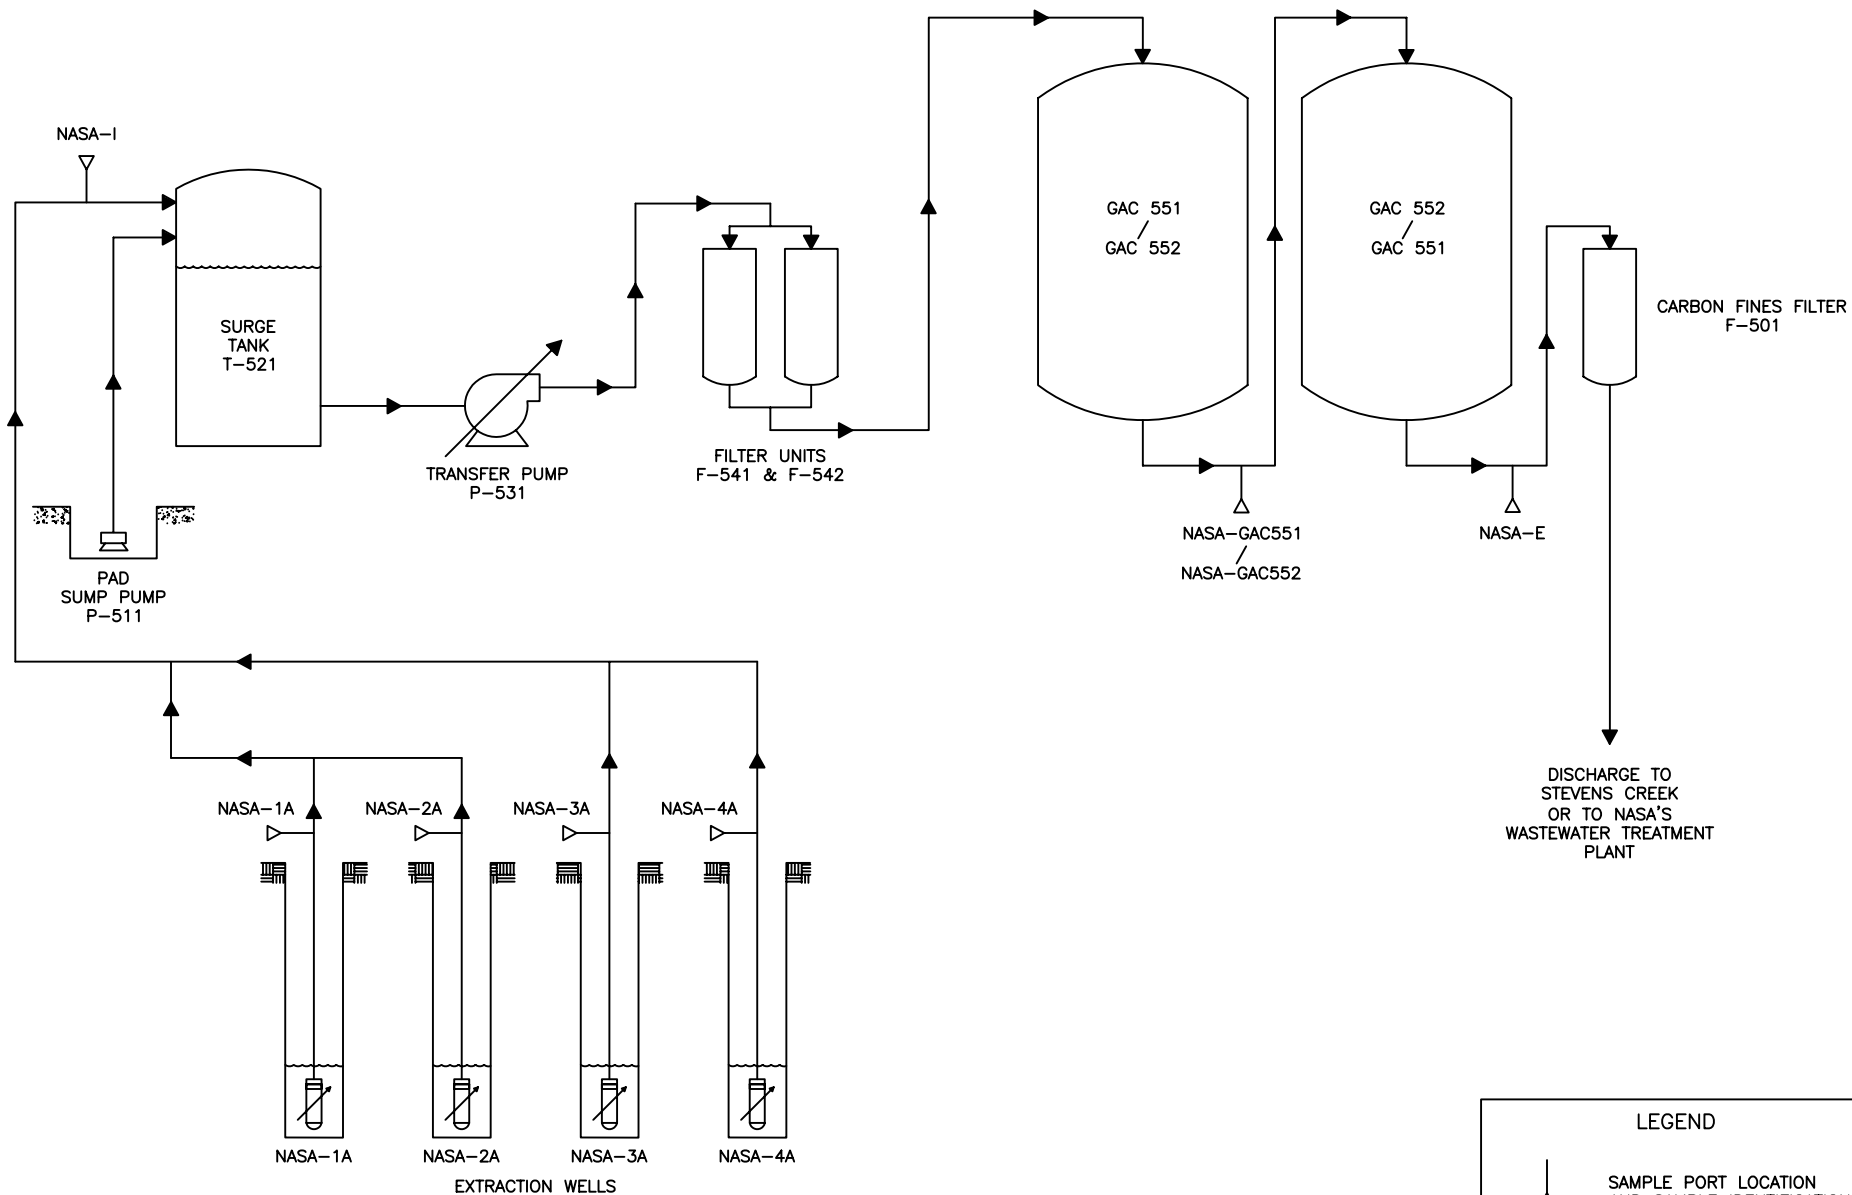 NASA-I
SURGE
TANK
T-521
TRANSFER PUMP
P-531
FILTER UNITS
F-541 & F-542
GAC 551
/
GAC 552
GAC 552
/
GAC 551
CARBON FINES FILTER
F-501
NASA-GAC551
/
NASA-GAC552
NASA-E
PAD
SUMP PUMP
P-511
DISCHARGE TO
STEVENS CREEK
OR TO NASA'S
WASTEWATER TREATMENT
PLANT
NASA-1A
NASA-2A
NASA-3A
NASA-4A
NASA-1A
NASA-2A
NASA-3A
NASA-4A
EXTRACTION WELLS
LEGEND
SAMPLE PORT LOCATION
AND SAMPLE IDENTIFICATION